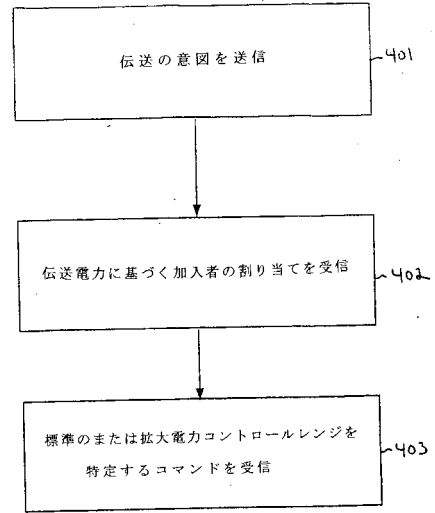 伝送の意図を送信
401
伝送電力に基づく加入者の割り当てを受信
402
標準のまたは拡大電力コントロールレンジを
特定するコマンドを受信
403